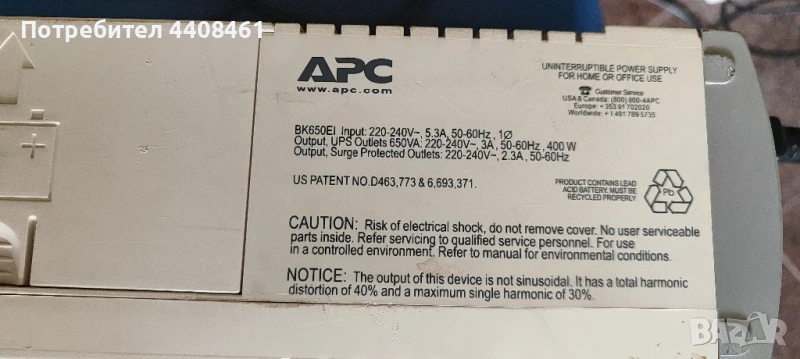 Потребител 4408461
APC
www.apc.com
UNINTERRUPTIBLE POWER SUPPLY
FOR HOME OR OFFICE USE
Customer Service
USA & Canada: (800) 800-4APC
Europe: +353 91 702020
Worldwide: +1 401 789 5735
BK650EI Input: 220-240V~, 5.3A, 50-60Hz, 1Ø
Output, UPS Outlets 650VA: 220-240V~, 3A, 50-60Hz, 400 W
Output, Surge Protected Outlets: 220-240V~, 2.3A, 50-60Hz
US PATENT NO.D463,773 & 6,693,371.
PRODUCT CONTAINS LEAD
ACID BATTERY. MUST BE
RECYCLED PROPERLY
Pb
CAUTION: Risk of electrical shock, do not remove cover. No user serviceable
parts inside. Refer servicing to qualified service personnel. For use
in a controlled environment. Refer to manual for environmental conditions.
NOTICE: The output of this device is not sinusoidal. It has a total harmonic
distortion of 40% and a maximum single harmonic of 30%.
BAZAR